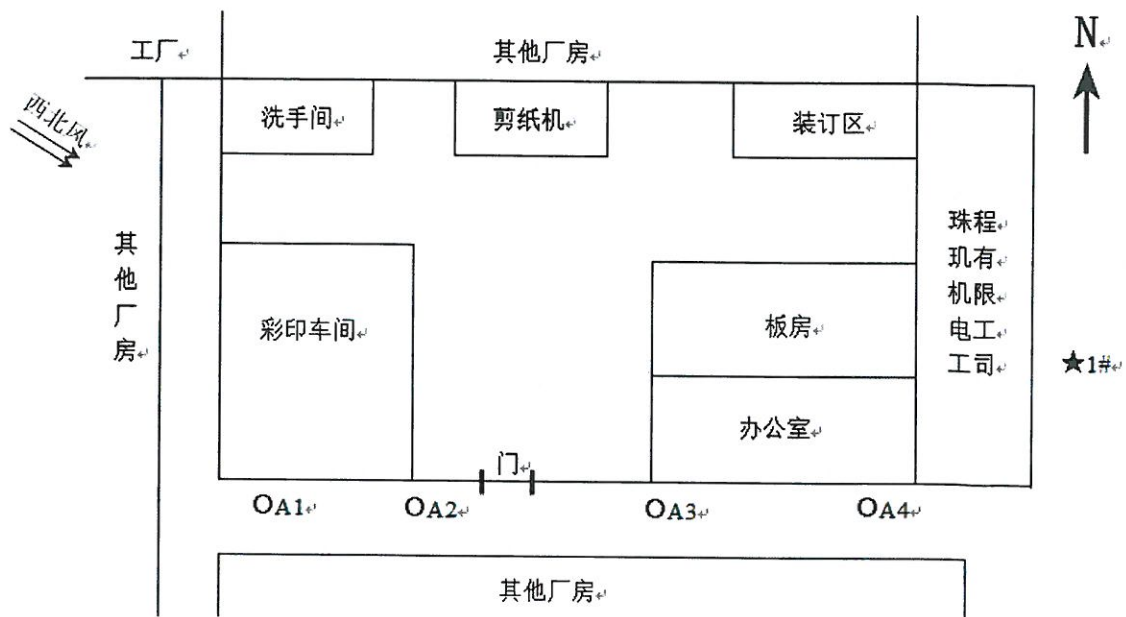 工厂
其他厂房
N
西北风
洗手间
剪纸机
装订区
其
他
厂
房
珠程
玑有
机限
电工
工司
彩印车间
板房
★1#
办公室
门
OA1
OA2
OA3
OA4
其他厂房